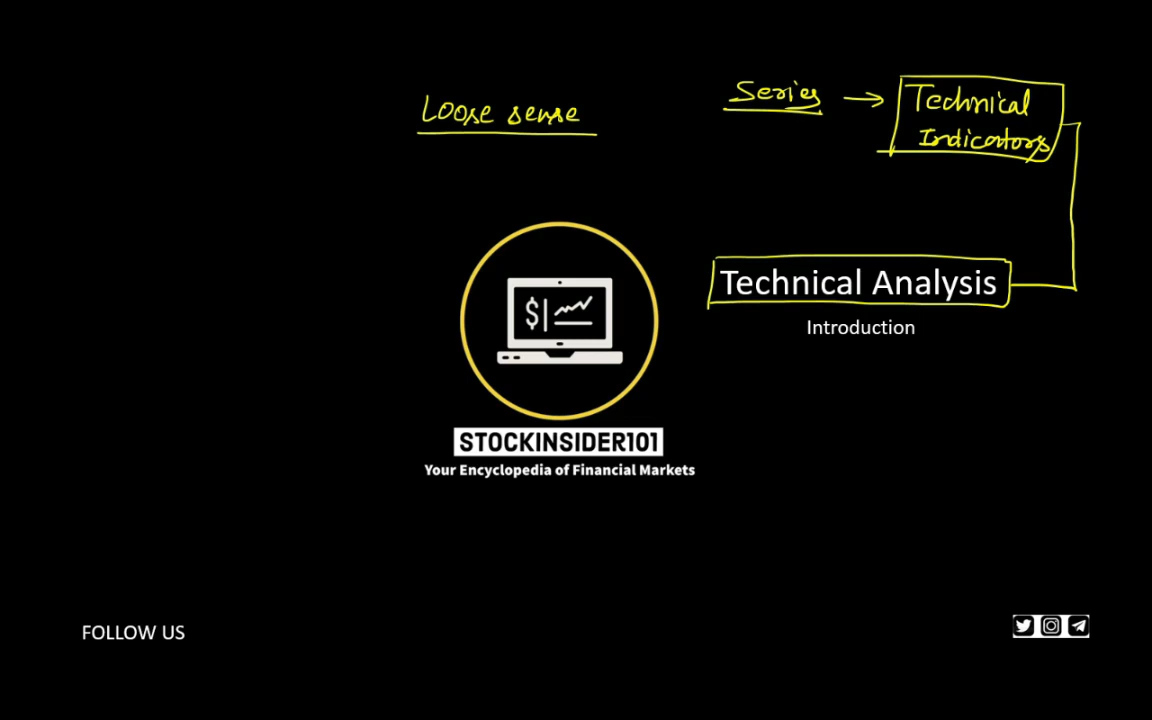 Loose sense
Series → Technical
Indicators
Technical Analysis
Introduction
$
STOCKINSIDER101
Your Encyclopedia of Financial Markets
FOLLOW US